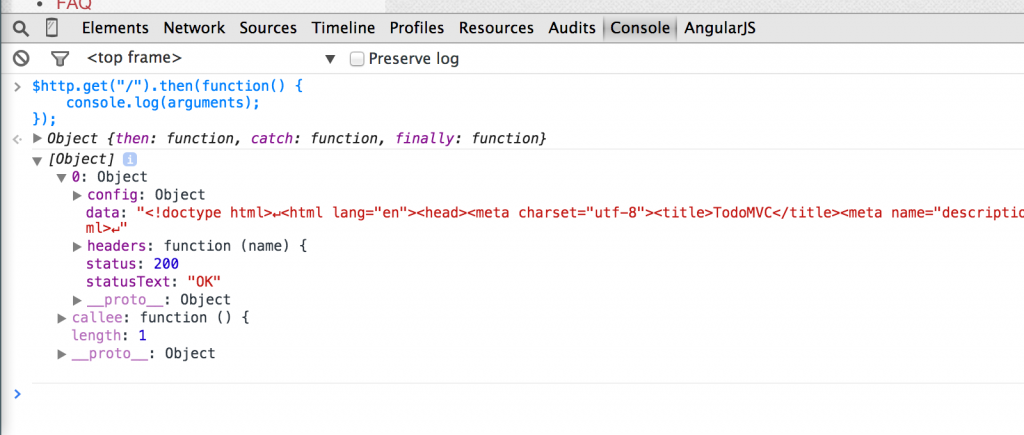 • FAQ
Elements Network Sources Timeline Profiles Resources Audits Console AngularJS
<top frame> ▼ Preserve log
> $http.get("/").then(function() {
console.log(arguments);
});
<· ▶ Object {then: function, catch: function, finally: function}
▼ [Object] i
▼ 0: Object
▶ config: Object
data: "<!doctype html>↵<html lang="en"><head><meta charset="utf-8"><title>TodoMVC</title><meta name="descriptio
ml>↵"
▶ headers: function (name) {
status: 200
statusText: "OK"
▶ __proto__: Object
▶ callee: function () {
length: 1
▶ __proto__: Object
>